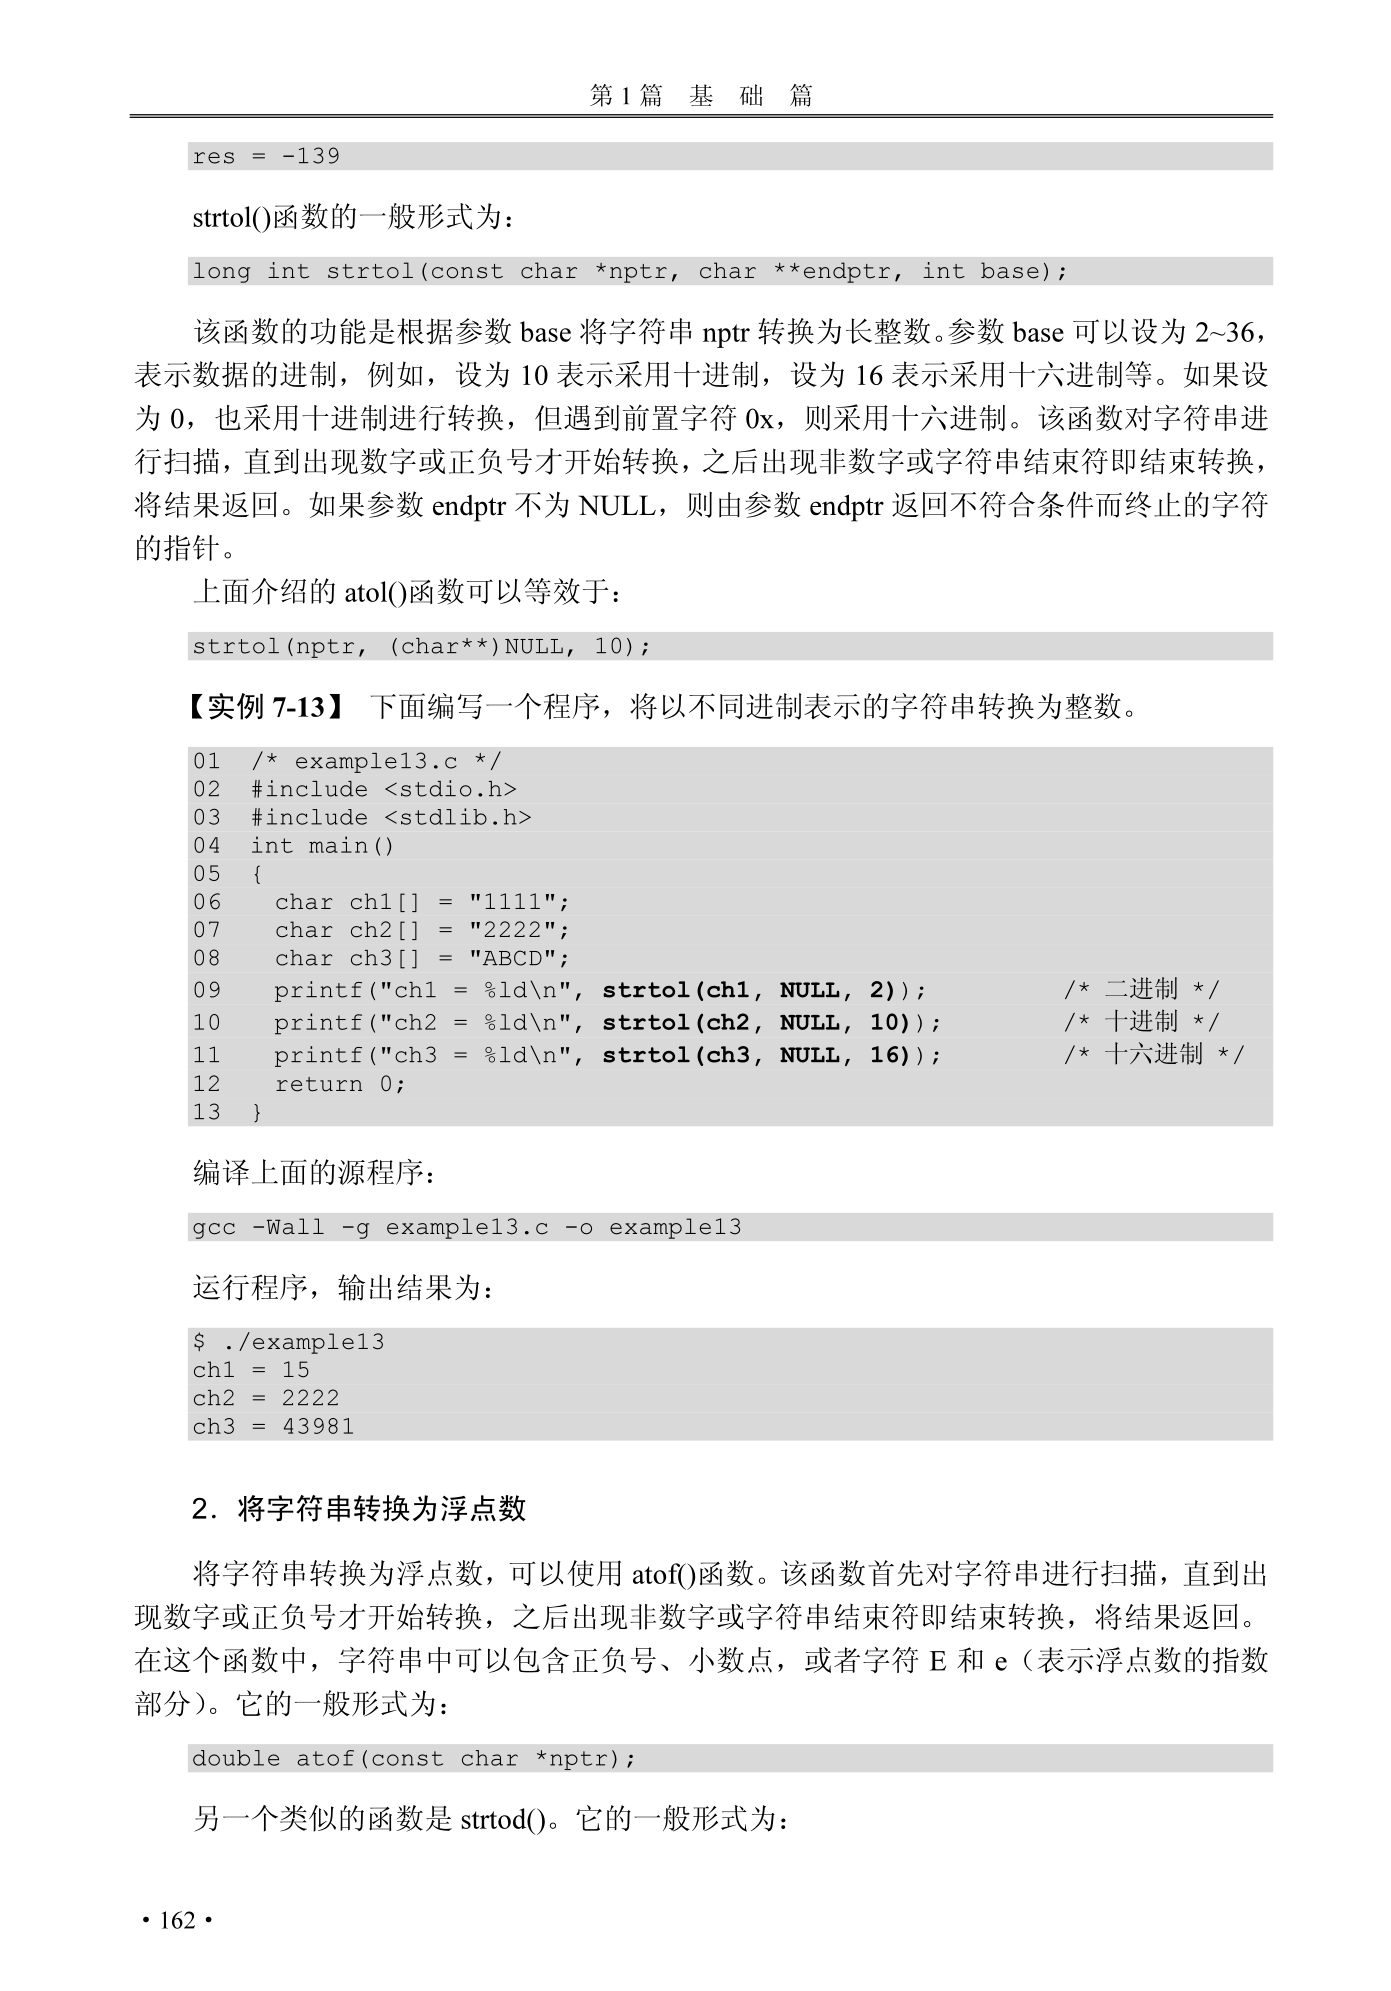 第 1 篇 基 础 篇
res = -139
strtol()函数的一般形式为：
long int strtol(const char *nptr, char **endptr, int base);
该函数的功能是根据参数 base 将字符串 nptr 转换为长整数。参数 base 可以设为 2~36，
表示数据的进制，例如，设为 10 表示采用十进制，设为 16 表示采用十六进制等。如果设
为 0，也采用十进制进行转换，但遇到前置字符 0x，则采用十六进制。该函数对字符串进
行扫描，直到出现数字或正负号才开始转换，之后出现非数字或字符串结束符即结束转换，
将结果返回。如果参数 endptr 不为 NULL，则由参数 endptr 返回不符合条件而终止的字符
的指针。
上面介绍的 atol()函数可以等效于：
strtol(nptr, (char**)NULL, 10);
【实例 7-13】 下面编写一个程序，将以不同进制表示的字符串转换为整数。
01 /* example13.c */
02 #include <stdio.h>
03 #include <stdlib.h>
04 int main()
05 {
06 char ch1[] = "1111";
07 char ch2[] = "2222";
08 char ch3[] = "ABCD";
09 printf("ch1 = %ld\n", strtol(ch1, NULL, 2)); /* 二进制 */
10 printf("ch2 = %ld\n", strtol(ch2, NULL, 10)); /* 十进制 */
11 printf("ch3 = %ld\n", strtol(ch3, NULL, 16)); /* 十六进制 */
12 return 0;
13 }
编译上面的源程序：
gcc -Wall -g example13.c -o example13
运行程序，输出结果为：
$ ./example13
ch1 = 15
ch2 = 2222
ch3 = 43981
2．将字符串转换为浮点数
将字符串转换为浮点数，可以使用 atof()函数。该函数首先对字符串进行扫描，直到出
现数字或正负号才开始转换，之后出现非数字或字符串结束符即结束转换，将结果返回。
在这个函数中，字符串中可以包含正负号、小数点，或者字符 E 和 e（表示浮点数的指数
部分）。它的一般形式为：
double atof(const char *nptr);
另一个类似的函数是 strtod()。它的一般形式为：
• 162 •